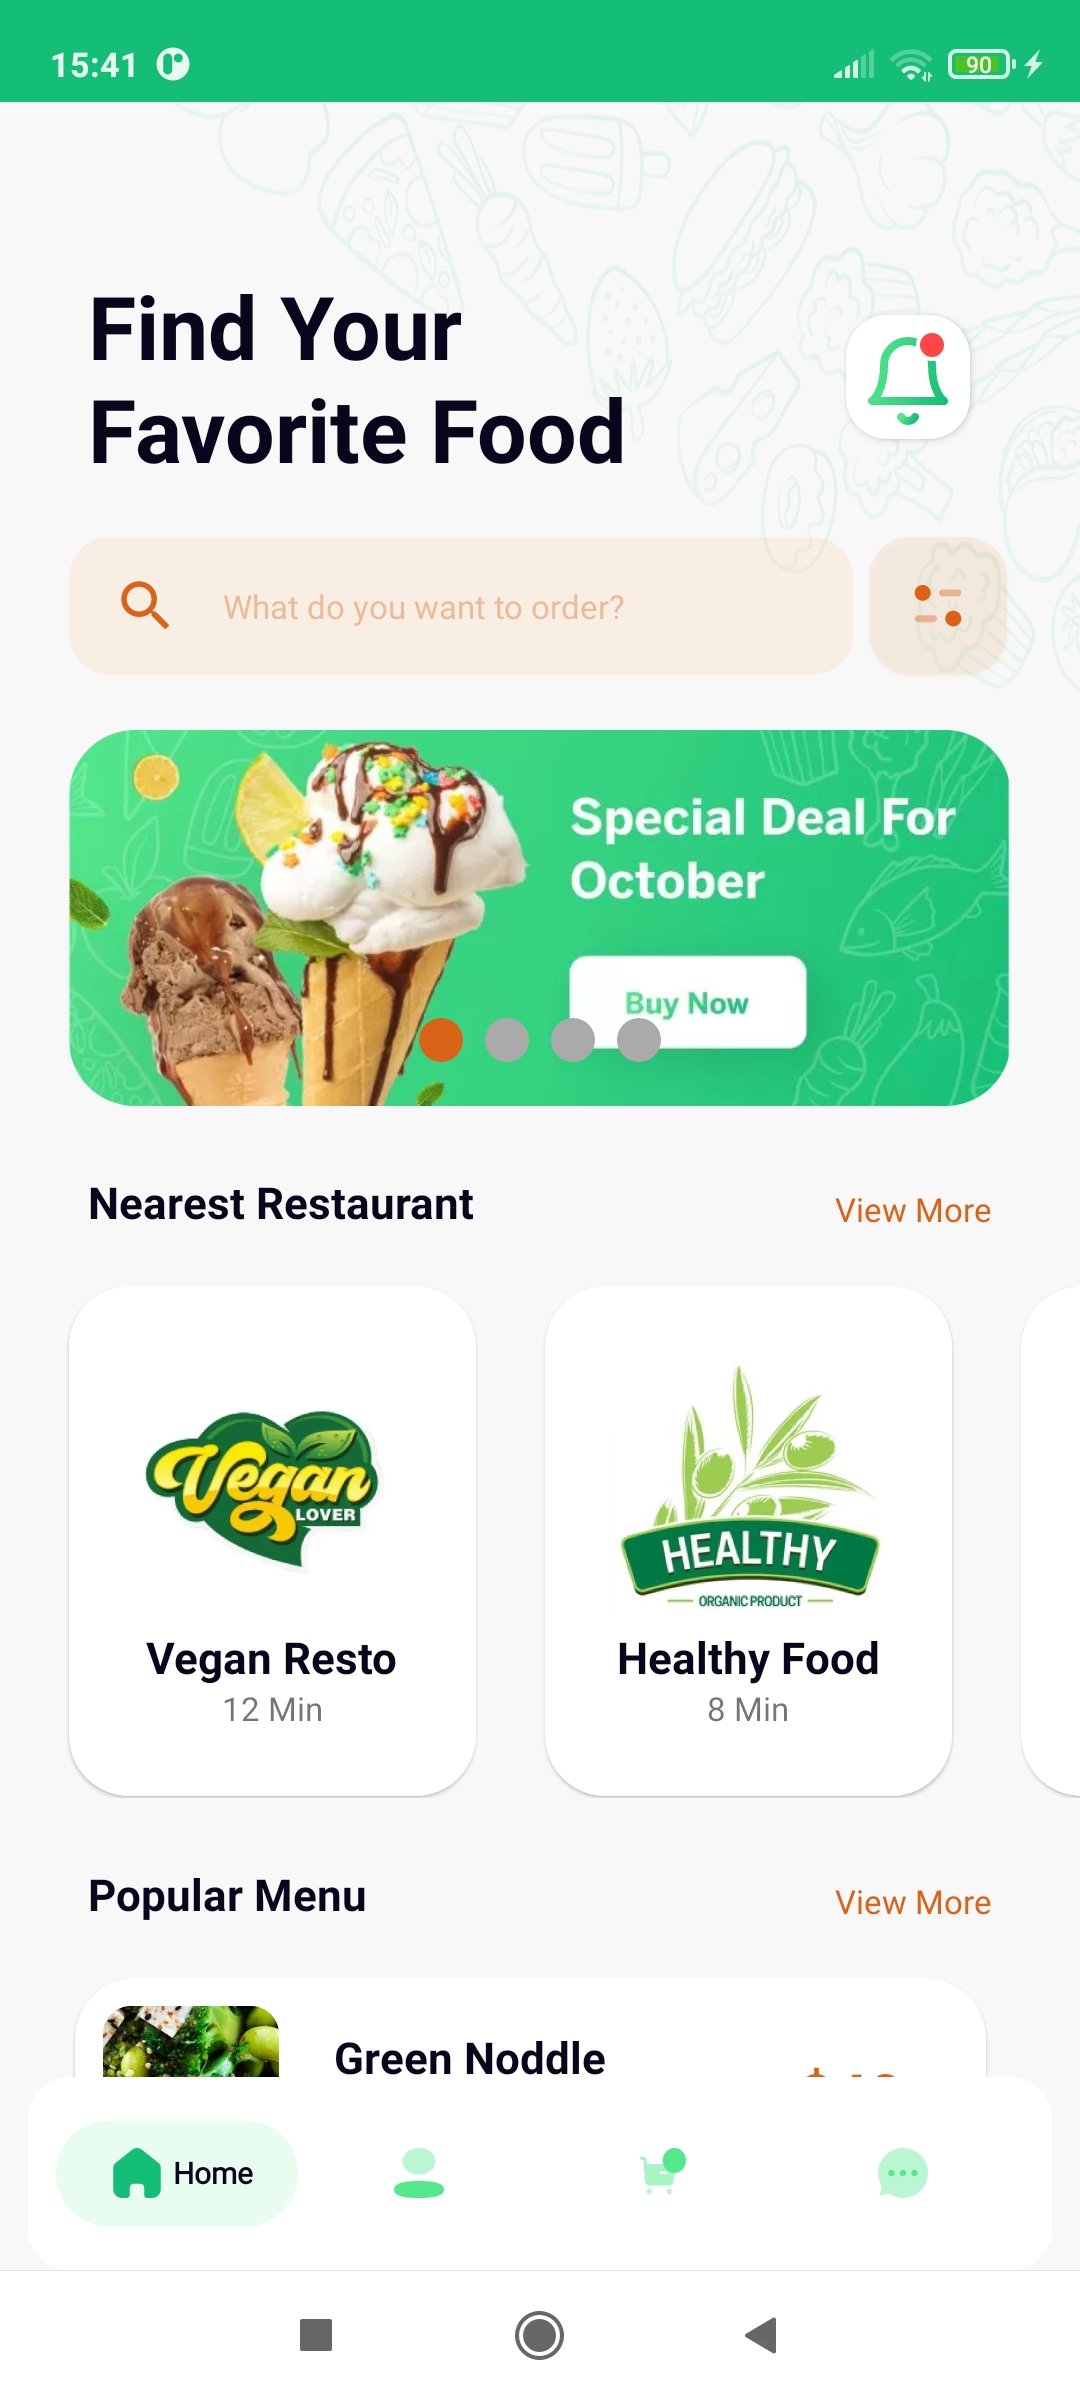 15:41
90
Find Your
Favorite Food
What do you want to order?
Special Deal For
October
Buy Now
Nearest Restaurant
View More
Vegan
LOVER
HEALTHY
ORGANIC PRODUCT
Vegan Resto
Healthy Food
12 Min
8 Min
Popular Menu
View More
Green Noddle
Home